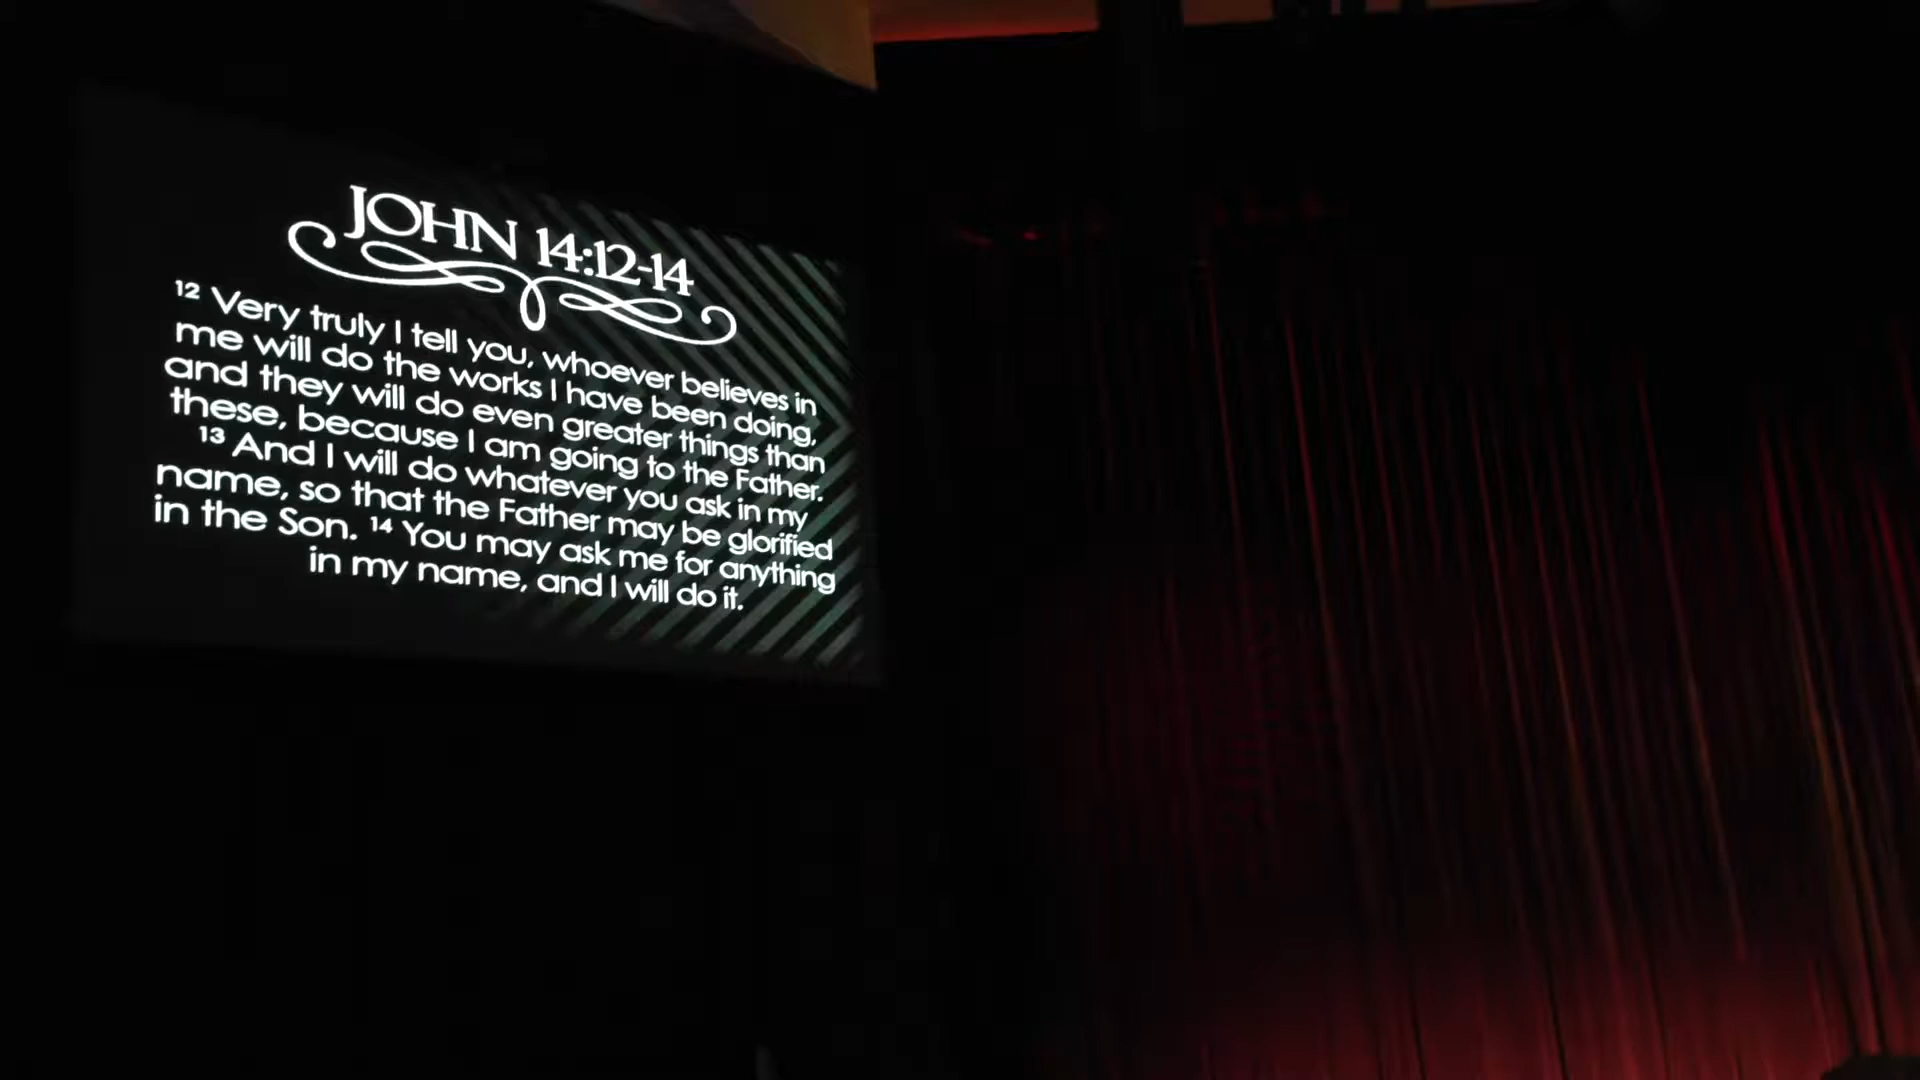 JOHN 14:12-14
12 Very truly I tell you, whoever believes in
me will do the works I have been doing,
and they will do even greater things than
these, because I am going to the Father.
13 And I will do whatever you ask in my
name, so that the Father may be glorified
in the Son. 14 You may ask me for anything
in my name, and I will do it.